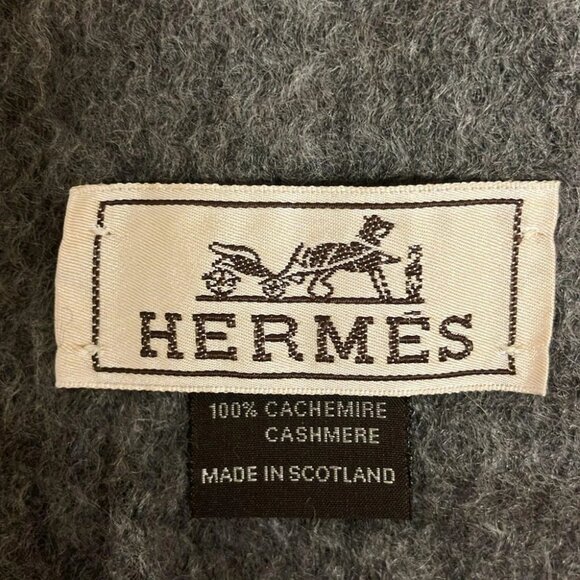 HERMÈS
100% CACHEMIRE
CASHMERE
MADE IN SCOTLAND